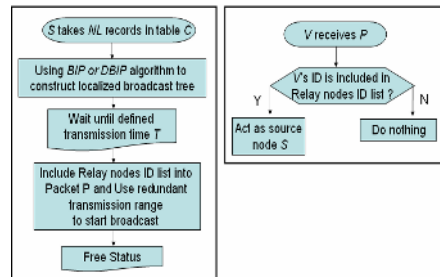 S takes NL records in table C
Using BIP or DBIP algorithm to
construct localized broadcast tree
Wait until defined
transmission time T
Include Relay nodes ID list into
Packet P and Use redundant
transmission range
to start broadcast
Free Status
V receives P
V's ID is included in
Relay nodes ID list ?
Y
N
Act as source
node S
Do nothing